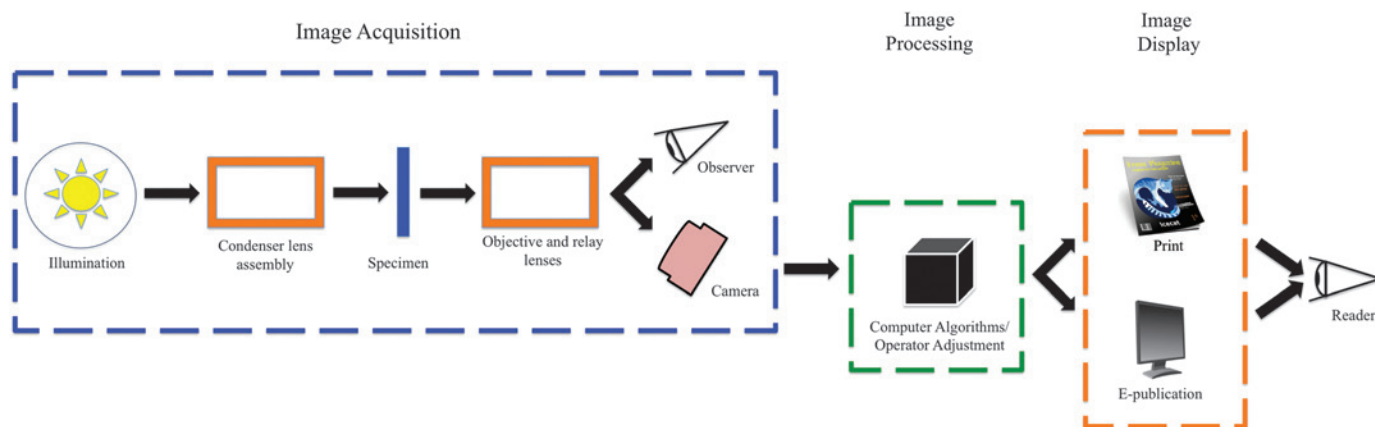 Image Acquisition
Image
Processing
Image
Display
Illumination
Condenser lens
assembly
Specimen
Objective and relay
lenses
Observer
Camera
Computer Algorithms/
Operator Adjustment
Print
E-publication
Reader